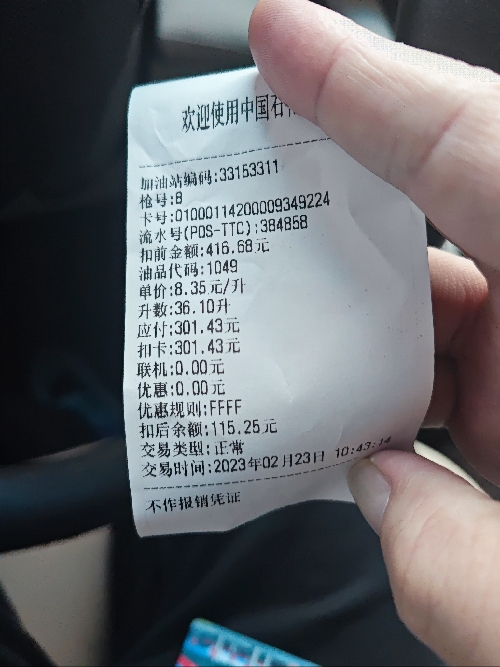 欢迎使用中国石
加油站编码:33153311
枪号:8
卡号:01000114200009349224
流水号(POS-TTC):384858
扣前金额:416.68元
油品代码:1049
单价:8.35元/升
升数:36.10升
应付:301.43元
扣卡:301.43元
联机:0.00元
优惠:0.00元
优惠规则:FFFF
扣后余额:115.25元
交易类型:正常
交易时间:2023年02月23日 10:43:14
不作报销凭证